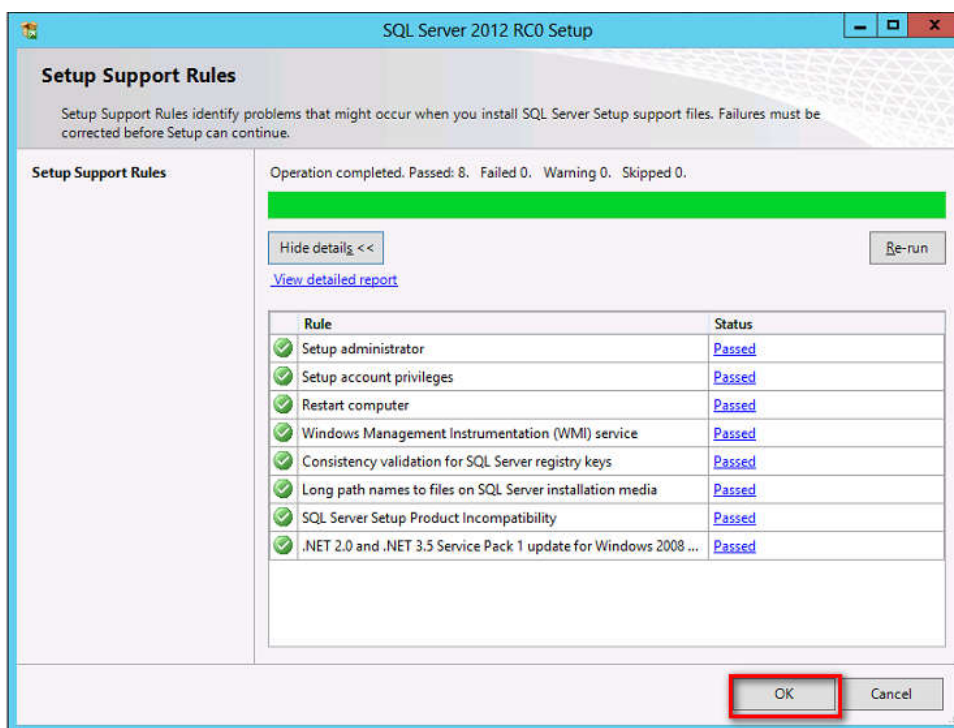 SQL Server 2012 RC0 Setup
Setup Support Rules
Setup Support Rules identify problems that might occur when you install SQL Server Setup support files. Failures must be
corrected before Setup can continue.
Setup Support Rules
Operation completed. Passed: 8. Failed 0. Warning 0. Skipped 0.
Hide details <<
Re-run
View detailed report
Rule Status
Setup administrator Passed
Setup account privileges Passed
Restart computer Passed
Windows Management Instrumentation (WMI) service Passed
Consistency validation for SQL Server registry keys Passed
Long path names to files on SQL Server installation media Passed
SQL Server Setup Product Incompatibility Passed
.NET 2.0 and .NET 3.5 Service Pack 1 update for Windows 2008 ... Passed
OK Cancel